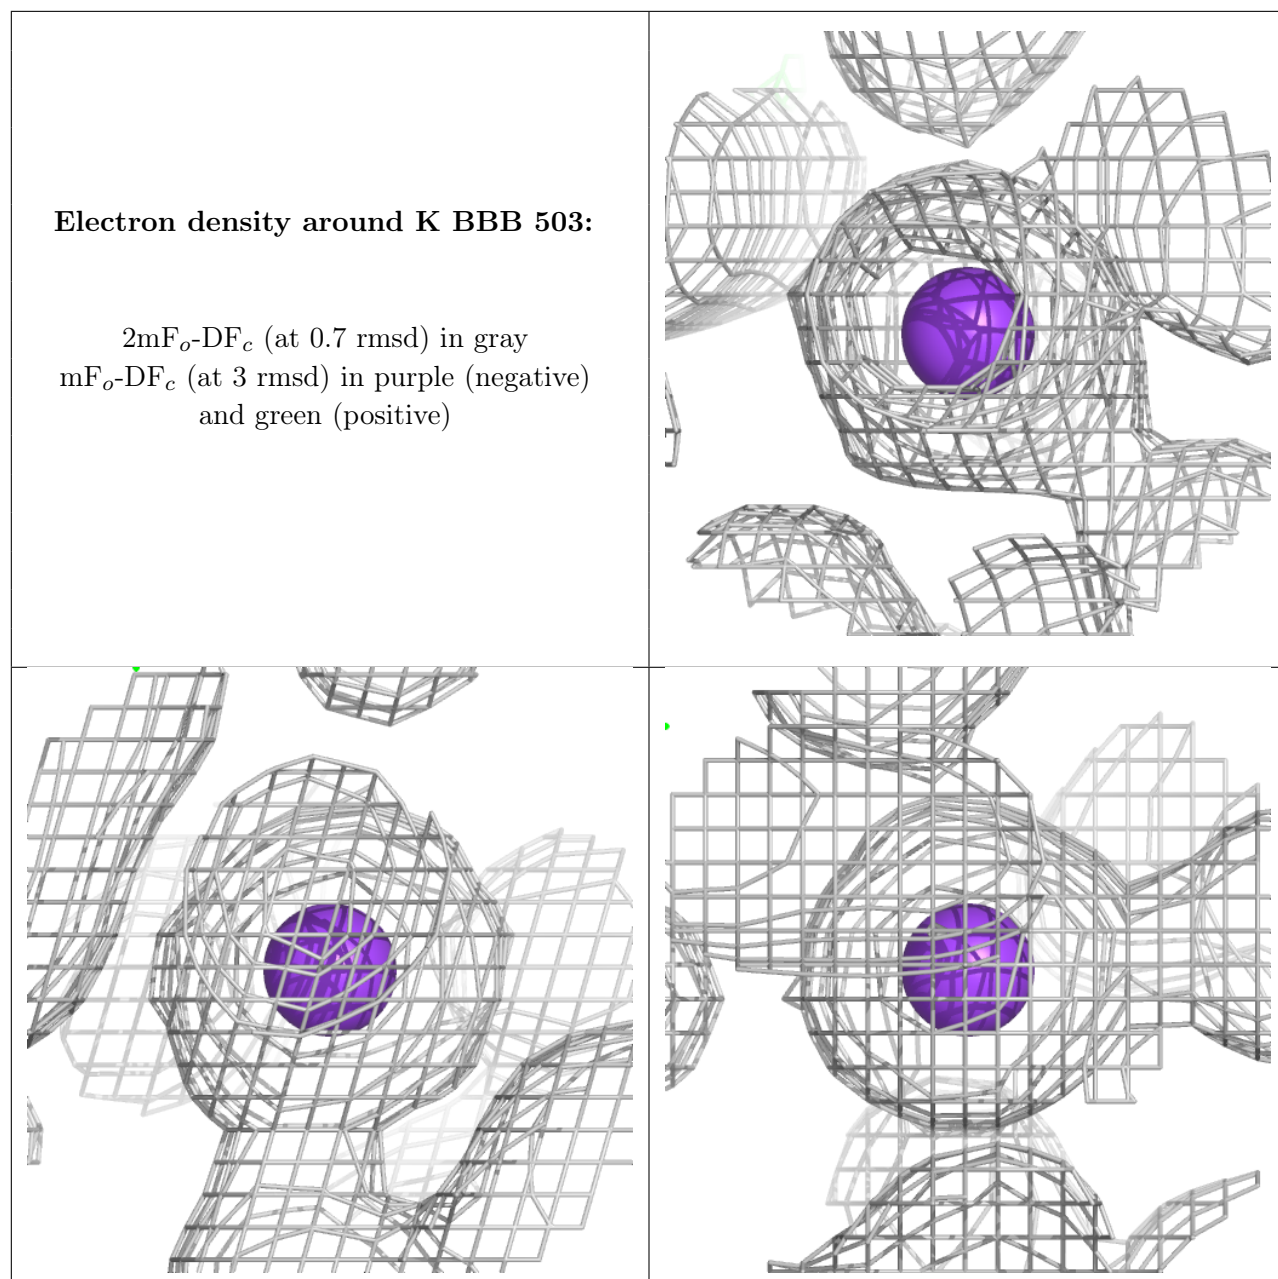 Electron density around K BBB 503:
2mFo-DFc (at 0.7 rmsd) in gray
mFo-DFc (at 3 rmsd) in purple (negative)
and green (positive)